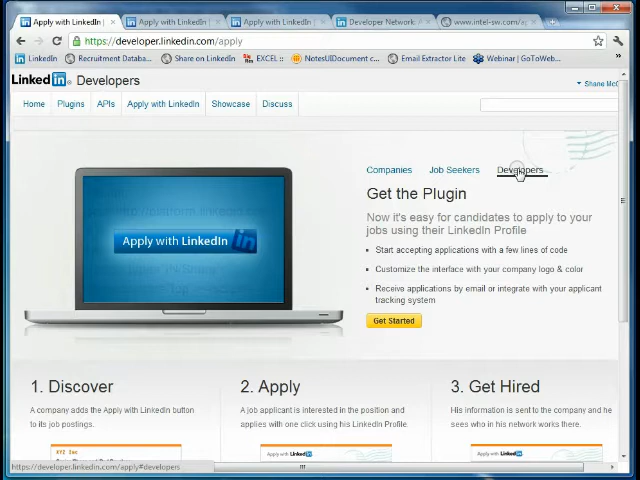 Apply with LinkedIn |
Apply with LinkedIn |
Apply with LinkedIn |
Developer Network: A
www.intel-sw.com/a
https://developer.linkedin.com/apply
LinkedIn
Recruitment Databa...
Share on LinkedIn
EXCEL ::
NotesUIDocument c...
Email Extractor Lite
Webinar | GoToWeb...
»
Linked in Developers
Shane Mc
Home
Plugins
APIs
Apply with LinkedIn
Showcase
Discuss
Companies
Job Seekers
Developers
Get the Plugin
Now it's easy for candidates to apply to your
jobs using their LinkedIn Profile
Start accepting applications with a few lines of code
Customize the interface with your company logo & color
Receive applications by email or integrate with your applicant
tracking system
Get Started
Apply with LinkedIn in
1. Discover
A company adds the Apply with LinkedIn button
to its job postings.
2. Apply
A job applicant is interested in the position and
applies with one click using his LinkedIn Profile.
3. Get Hired
His information is sent to the company and he
sees who in his network works there.
XYZ Inc
Apply with LinkedIn
Apply with LinkedIn
https://developer.linkedin.com/apply#developers